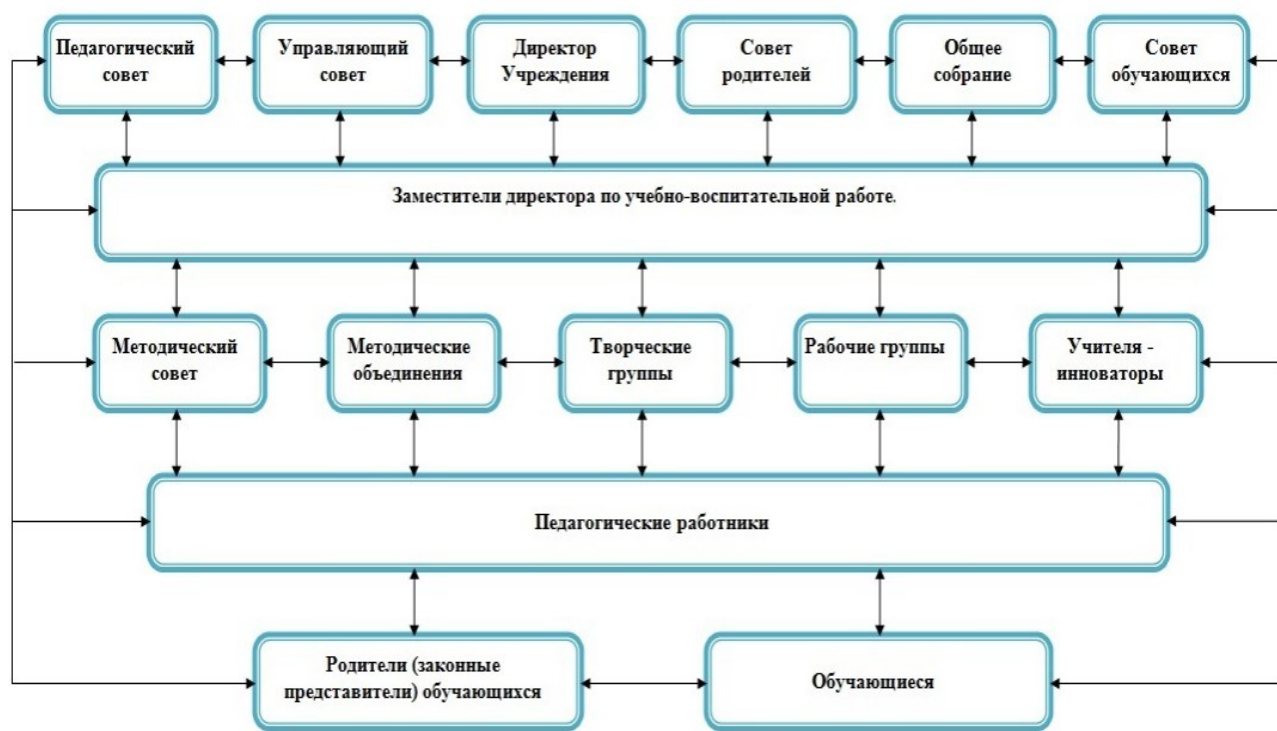 Педагогический
совет
Управляющий
совет
Директор
Учреждения
Совет
родителей
Общее
собрание
Совет
обучающихся
Заместители директора по учебно-воспитательной работе.
Методический
совет
Методические
объединения
Творческие
группы
Рабочие группы
Учителя -
инноваторы
Педагогические работники
Родители (законные
представители) обучающихся
Обучающиеся